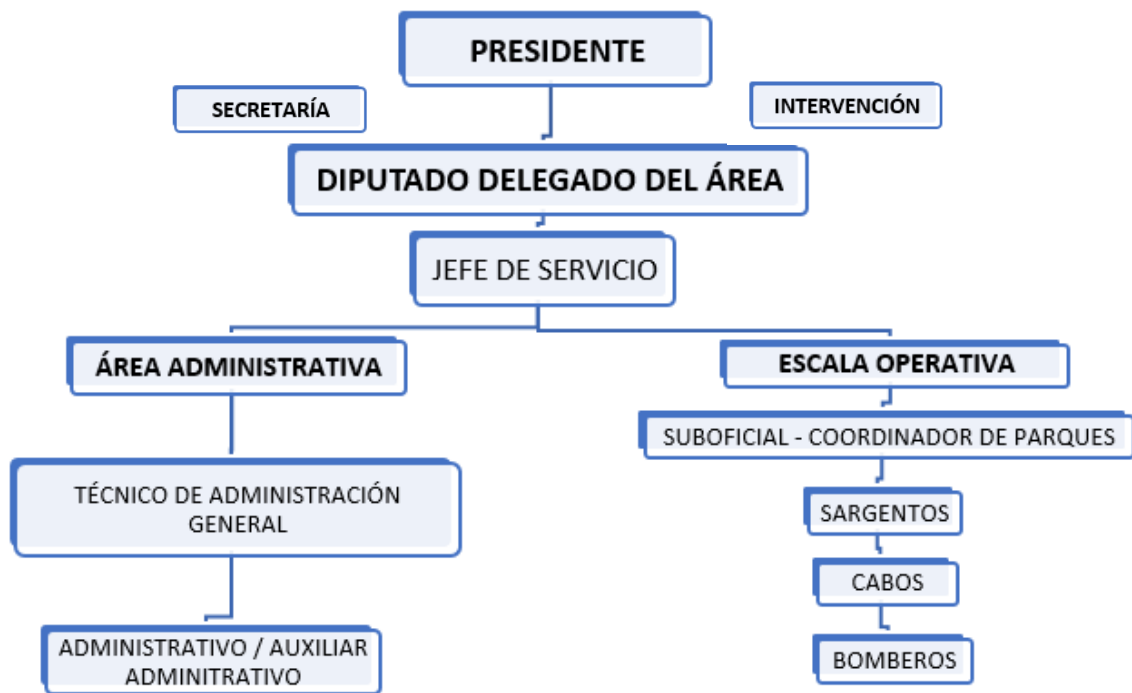 PRESIDENTE
SECRETARÍA
INTERVENCIÓN
DIPUTADO DELEGADO DEL ÁREA
JEFE DE SERVICIO
ÁREA ADMINISTRATIVA
TÉCNICO DE ADMINISTRACIÓN
GENERAL
ADMINISTRATIVO / AUXILIAR
ADMINITRATIVO
ESCALA OPERATIVA
SUBOFICIAL - COORDINADOR DE PARQUES
SARGENTOS
CABOS
BOMBEROS